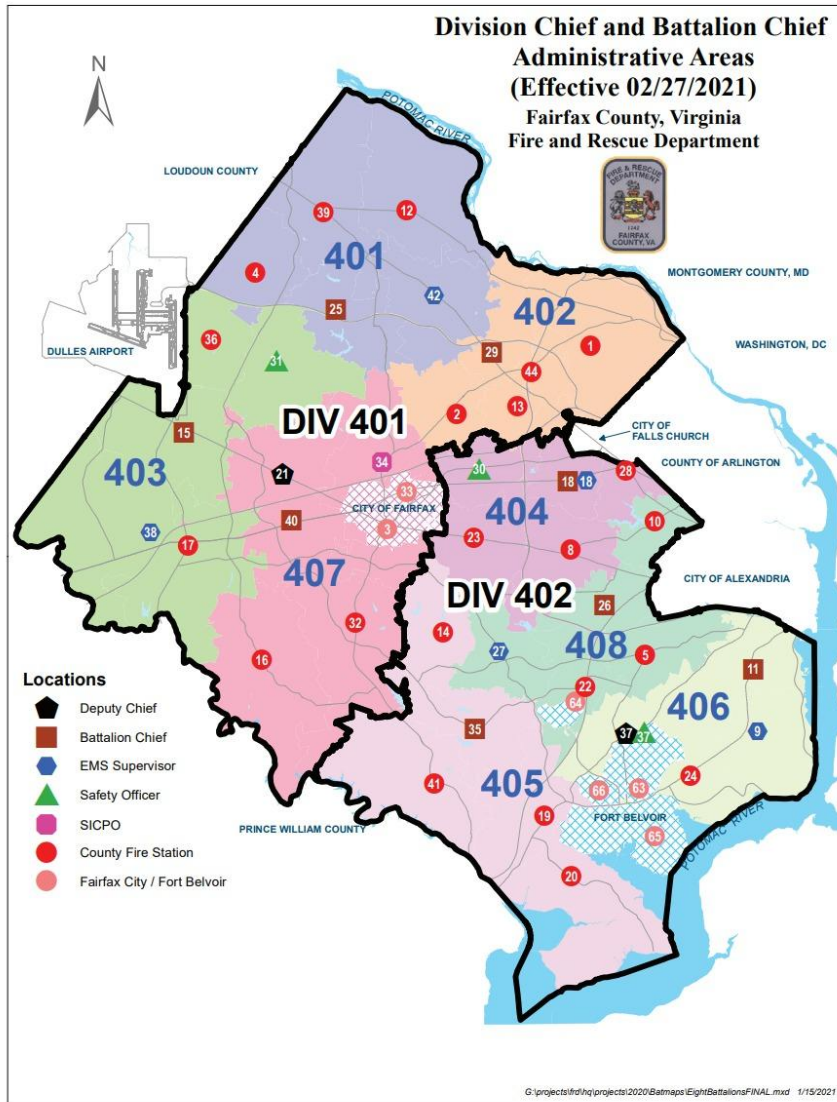 Division Chief and Battalion Chief
Administrative Areas
(Effective 02/27/2021)
Fairfax County, Virginia
Fire and Rescue Department
N
POTOMAC RIVER
LOUDOUN COUNTY
FIRE & RESCUE
DEPARTMENT
1742
FAIRFAX
COUNTY, VA
39
12
401
4
42
MONTGOMERY COUNTY, MD
25
402
36
DULLES AIRPORT
31
29
1
WASHINGTON, DC
44
2
13
DIV 401
15
CITY OF
FALLS CHURCH
403
34
30
28
COUNTY OF ARLINGTON
21
18
18
33
CITY OF FAIRFAX
404
10
40
3
38
17
23
8
407
CITY OF ALEXANDRIA
DIV 402
26
32
14
408
27
5
16
11
22
64
406
Locations
Deputy Chief
Battalion Chief
EMS Supervisor
Safety Officer
SICPO
County Fire Station
Fairfax City / Fort Belvoir
35
37
37
9
41
405
24
66
63
19
FORT BELVOIR
PRINCE WILLIAM COUNTY
65
POTOMAC RIVER
20
G:\projects\frd\hq\projects\2020\Batmaps\EightBattalionsFINAL.mxd 1/15/2021